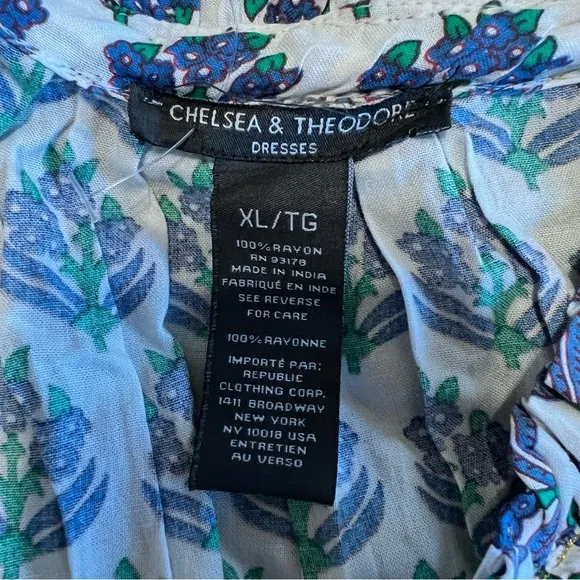 CHELSEA & THEODORE
DRESSES
XL/TG
100% RAYON
RN 93178
MADE IN INDIA
FABRIQUÉ EN INDE
SEE REVERSE
FOR CARE
100% RAYONNE
IMPORTÉ PAR:
REPUBLIC
CLOTHING CORP.
1411 BROADWAY
NEW YORK
NY 10018 USA
ENTRETIEN
AU VERSO